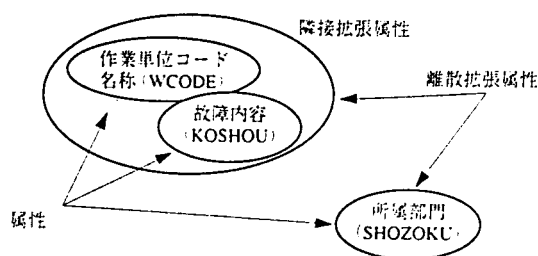 隣接拡張属性
作業単位コード
名称(WCODE)
離散拡張属性
故障内容
(KOSHOU)
属性
所属部門
(SHOZOKU)